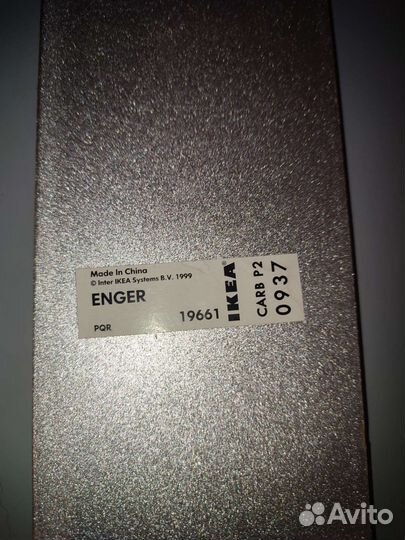 Made In China
© Inter IKEA Systems B.V. 1999
ENGER
PQR
19661
IKEA
CARB P2
0937
Avito